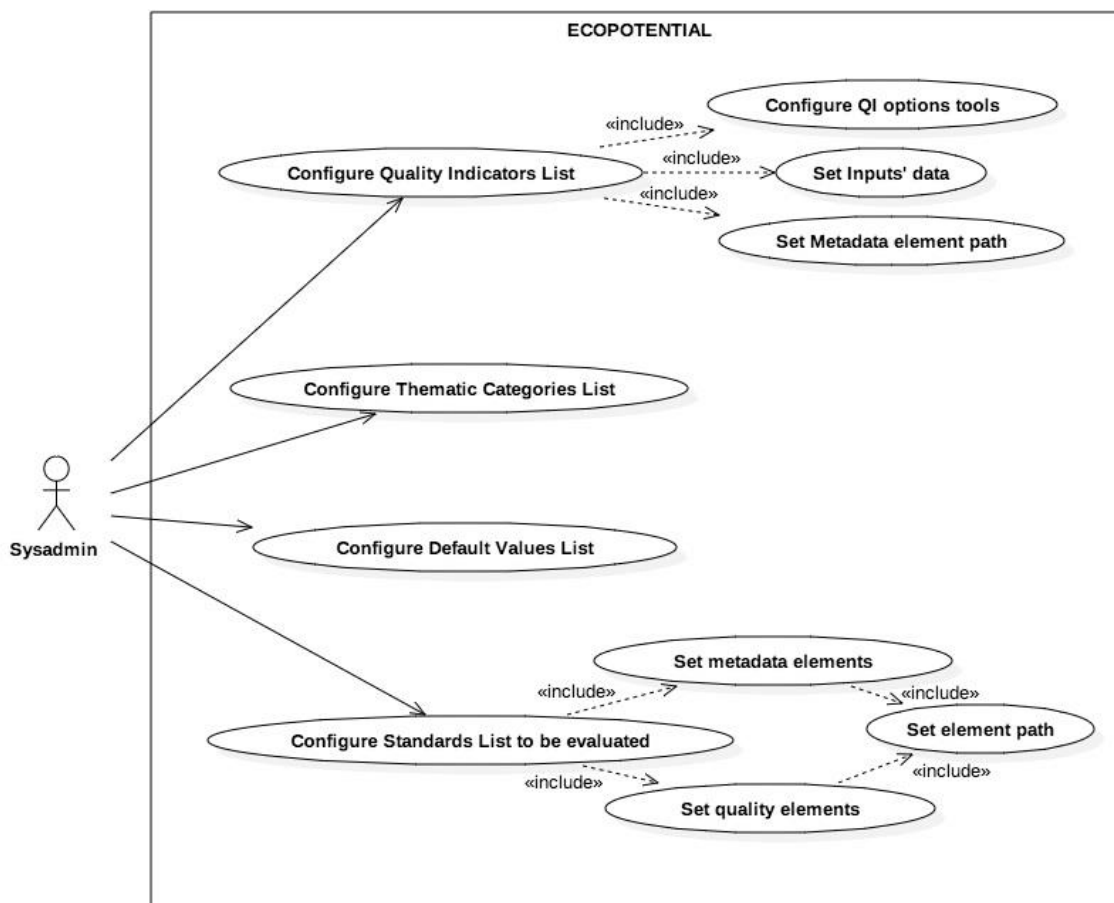 ECOPOTENTIAL
Configure QI options tools
«include»
Configure Quality Indicators List
«include»
Set Inputs' data
«include»
Set Metadata element path
Configure Thematic Categories List
Sysadmin
Configure Default Values List
Set metadata elements
«include»
«include»
Configure Standards List to be evaluated
Set element path
«include»
«include»
Set quality elements